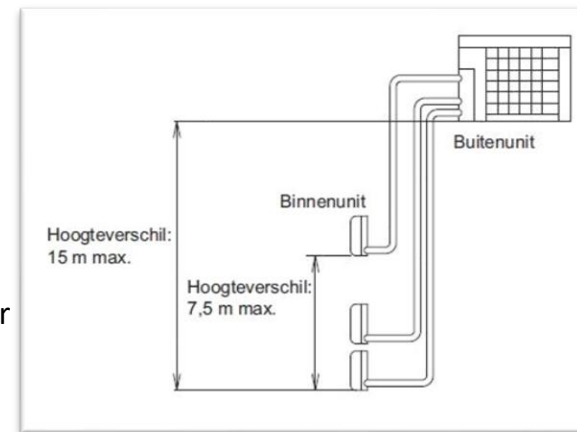 Buitenunit
Binnenunit
Hoogteverschil:
15 m max.
Hoogteverschil:
7,5 m max.
r